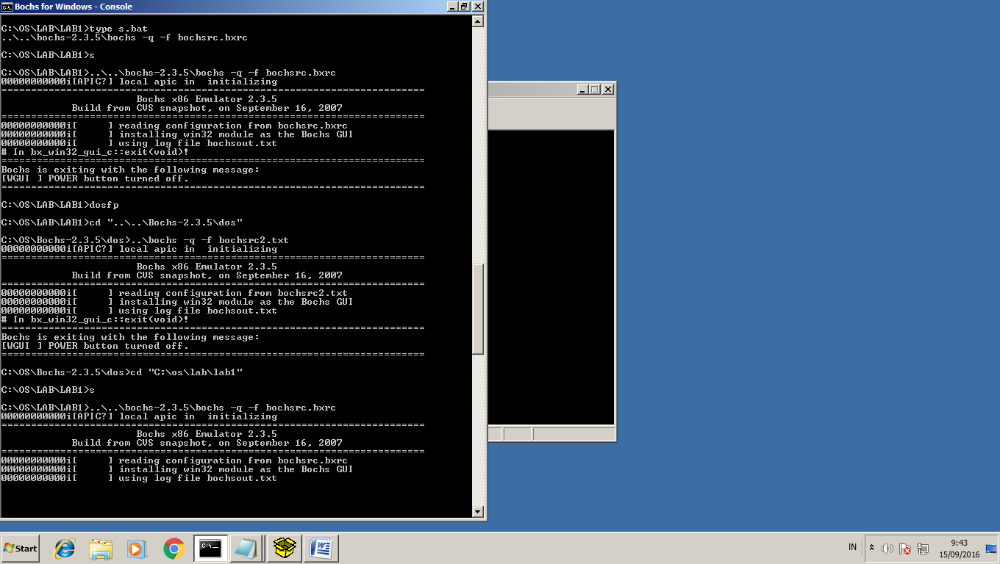 Bochs for Windows - Console
C:\OS\LAB\LAB1>type s.bat
..\..\bochs-2.3.5\bochs -q -f bochsrc.bxrc
C:\OS\LAB\LAB1>s
C:\OS\LAB\LAB1>..\..\bochs-2.3.5\bochs -q -f bochsrc.bxrc
00000000000i[APIC?] local apic in  initializing
========================================================================
Bochs x86 Emulator 2.3.5
Build from CVS snapshot, on September 16, 2007
========================================================================
00000000000i[     ] reading configuration from bochsrc.bxrc
00000000000i[     ] installing win32 module as the Bochs GUI
00000000000i[     ] using log file bochsout.txt
# In bx_win32_gui_c::exit(void)!
========================================================================
Bochs is exiting with the following message:
[WGUI ] POWER button turned off.
========================================================================
C:\OS\LAB\LAB1>dosfp
C:\OS\LAB\LAB1>cd "..\..\Bochs-2.3.5\dos"
C:\OS\Bochs-2.3.5\dos>..\bochs -q -f bochsrc2.txt
00000000000i[APIC?] local apic in  initializing
========================================================================
Bochs x86 Emulator 2.3.5
Build from CVS snapshot, on September 16, 2007
========================================================================
00000000000i[     ] reading configuration from bochsrc2.txt
00000000000i[     ] installing win32 module as the Bochs GUI
00000000000i[     ] using log file bochsout.txt
# In bx_win32_gui_c::exit(void)!
========================================================================
Bochs is exiting with the following message:
[WGUI ] POWER button turned off.
========================================================================
C:\OS\Bochs-2.3.5\dos>cd "C:\os\lab\lab1"
C:\OS\LAB\LAB1>s
C:\OS\LAB\LAB1>..\..\bochs-2.3.5\bochs -q -f bochsrc.bxrc
00000000000i[APIC?] local apic in  initializing
========================================================================
Bochs x86 Emulator 2.3.5
Build from CVS snapshot, on September 16, 2007
========================================================================
00000000000i[     ] reading configuration from bochsrc.bxrc
00000000000i[     ] installing win32 module as the Bochs GUI
00000000000i[     ] using log file bochsout.txt
Start
IN
9:43
15/09/2016